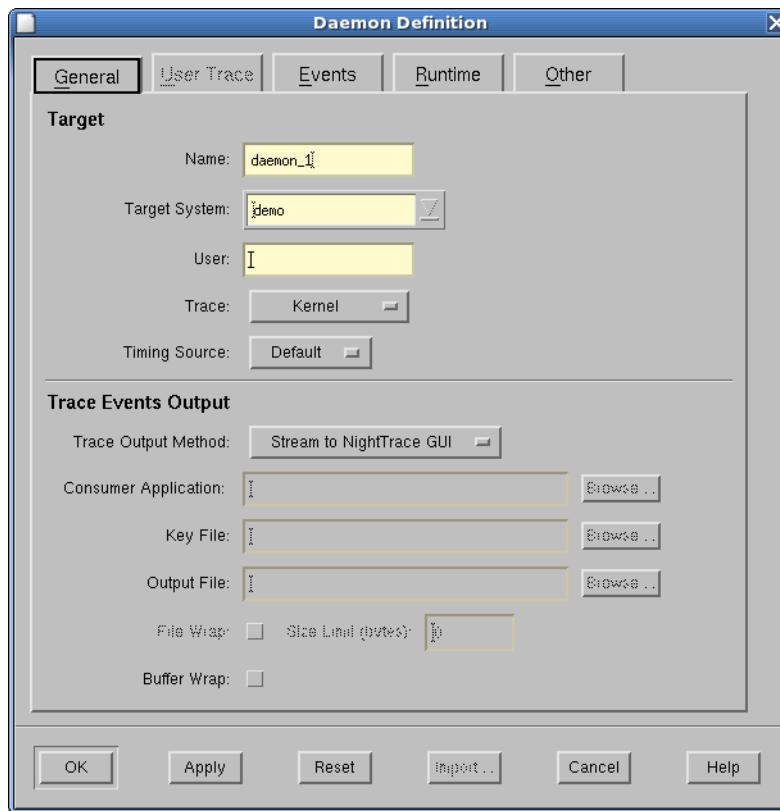 Daemon Definition
General User Trace Events Runtime Other
Target
Name: daemon_1
Target System: demo
User:
Trace: Kernel
Timing Source: Default
Trace Events Output
Trace Output Method: Stream to NightTrace GUI
Consumer Application: Browse . .
Key File: Browse . .
Output File: Browse . .
File Wrap: Size Limit (bytes): 0
Buffer Wrap:
OK Apply Reset Import . . Cancel Help